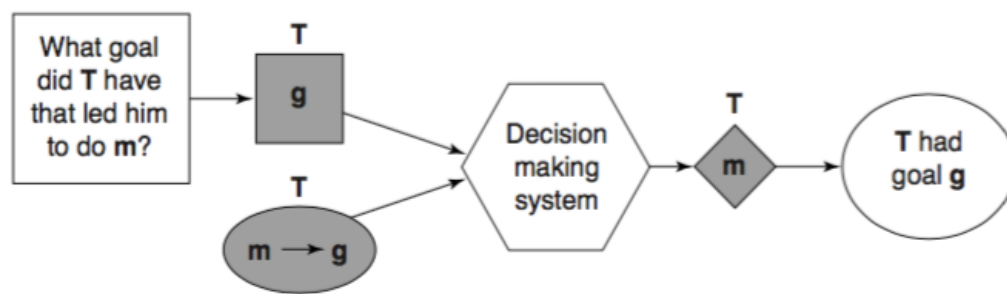 What goal
did T have
that led him
to do m?
T
g
T
m → g
Decision
making
system
T
m
T had
goal g